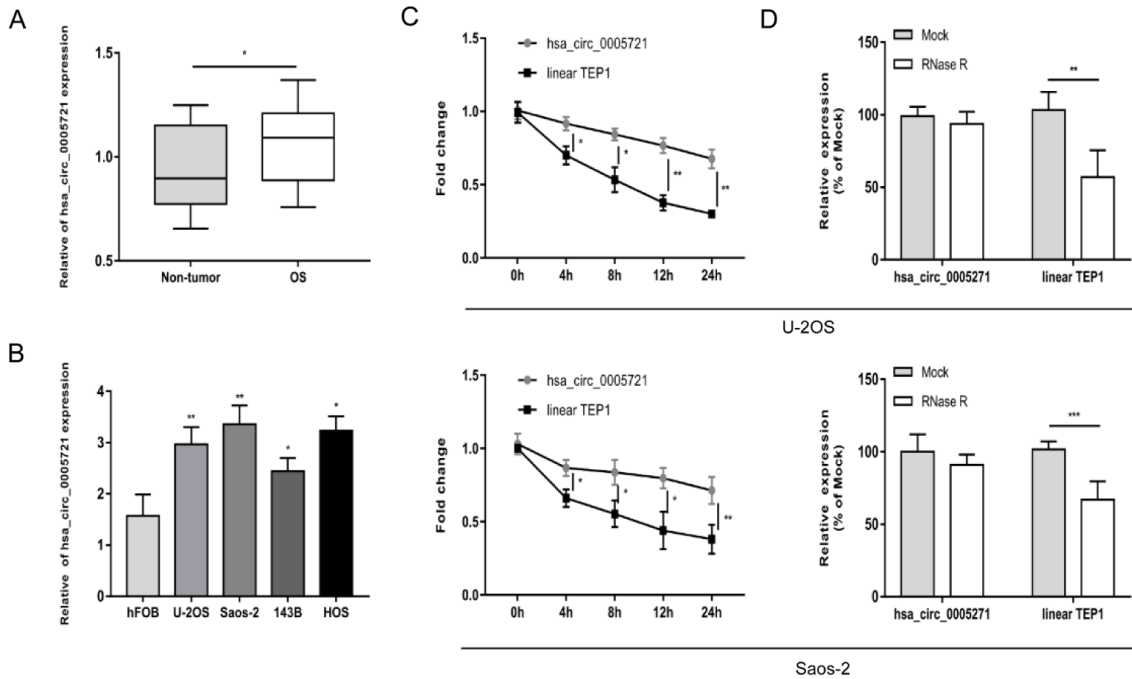 A
Relative of hsa_circ_0005721 expression
1.5
1.0
0.5
*
Non-tumor
OS
B
Relative of hsa_circ_0005721 expression
4
3
2
1
0
**
**
*
*
hFOB
U-2OS
Saos-2
143B
HOS
C
hsa_circ_0005721
linear TEP1
Fold change
1.5
1.0
0.5
0.0
*
*
**
**
0h
4h
8h
12h
24h
D
Mock
RNase R
Relative expression
(% of Mock)
150
100
50
0
**
hsa_circ_0005271
linear TEP1
U-2OS
hsa_circ_0005721
linear TEP1
Fold change
1.5
1.0
0.5
0.0
*
*
*
**
0h
4h
8h
12h
24h
Mock
RNase R
Relative expression
(% of Mock)
150
100
50
0
***
hsa_circ_0005271
linear TEP1
Saos-2